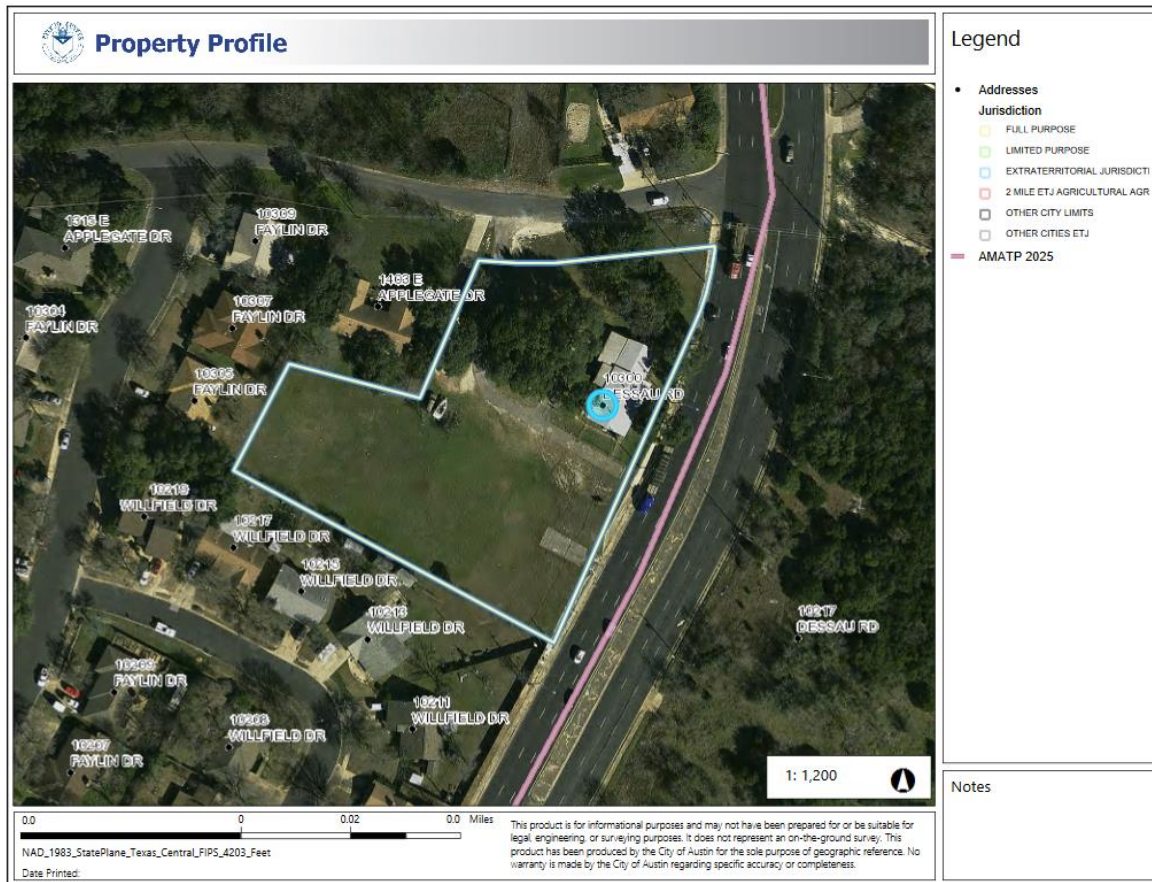 Property Profile
1315 E
APPLEGATE DR
10309
FAYLIN DR
1403 E
APPLEGATE DR
10304
FAYLIN DR
10307
FAYLIN DR
10305
FAYLIN DR
10300
DESSAU RD
10219
WILLFIELD DR
10217
WILLFIELD DR
10215
WILLFIELD DR
10213
WILLFIELD DR
10217
DESSAU RD
10209
FAYLIN DR
10208
WILLFIELD DR
10211
WILLFIELD DR
10207
FAYLIN DR
1: 1,200
0.0
0
0.02
0.0 Miles
NAD_1983_StatePlane_Texas_Central_FIPS_4203_Feet
Date Printed:
This product is for informational purposes and may not have been prepared for or be suitable for
legal, engineering, or surveying purposes. It does not represent an on-the-ground survey. This
product has been produced by the City of Austin for the sole purpose of geographic reference. No
warranty is made by the City of Austin regarding specific accuracy or completeness.
Legend
Addresses
Jurisdiction
FULL PURPOSE
LIMITED PURPOSE
EXTRATERRITORIAL JURISDICTI
2 MILE ETJ AGRICULTURAL AGR
OTHER CITY LIMITS
OTHER CITIES ETJ
AMATP 2025
Notes